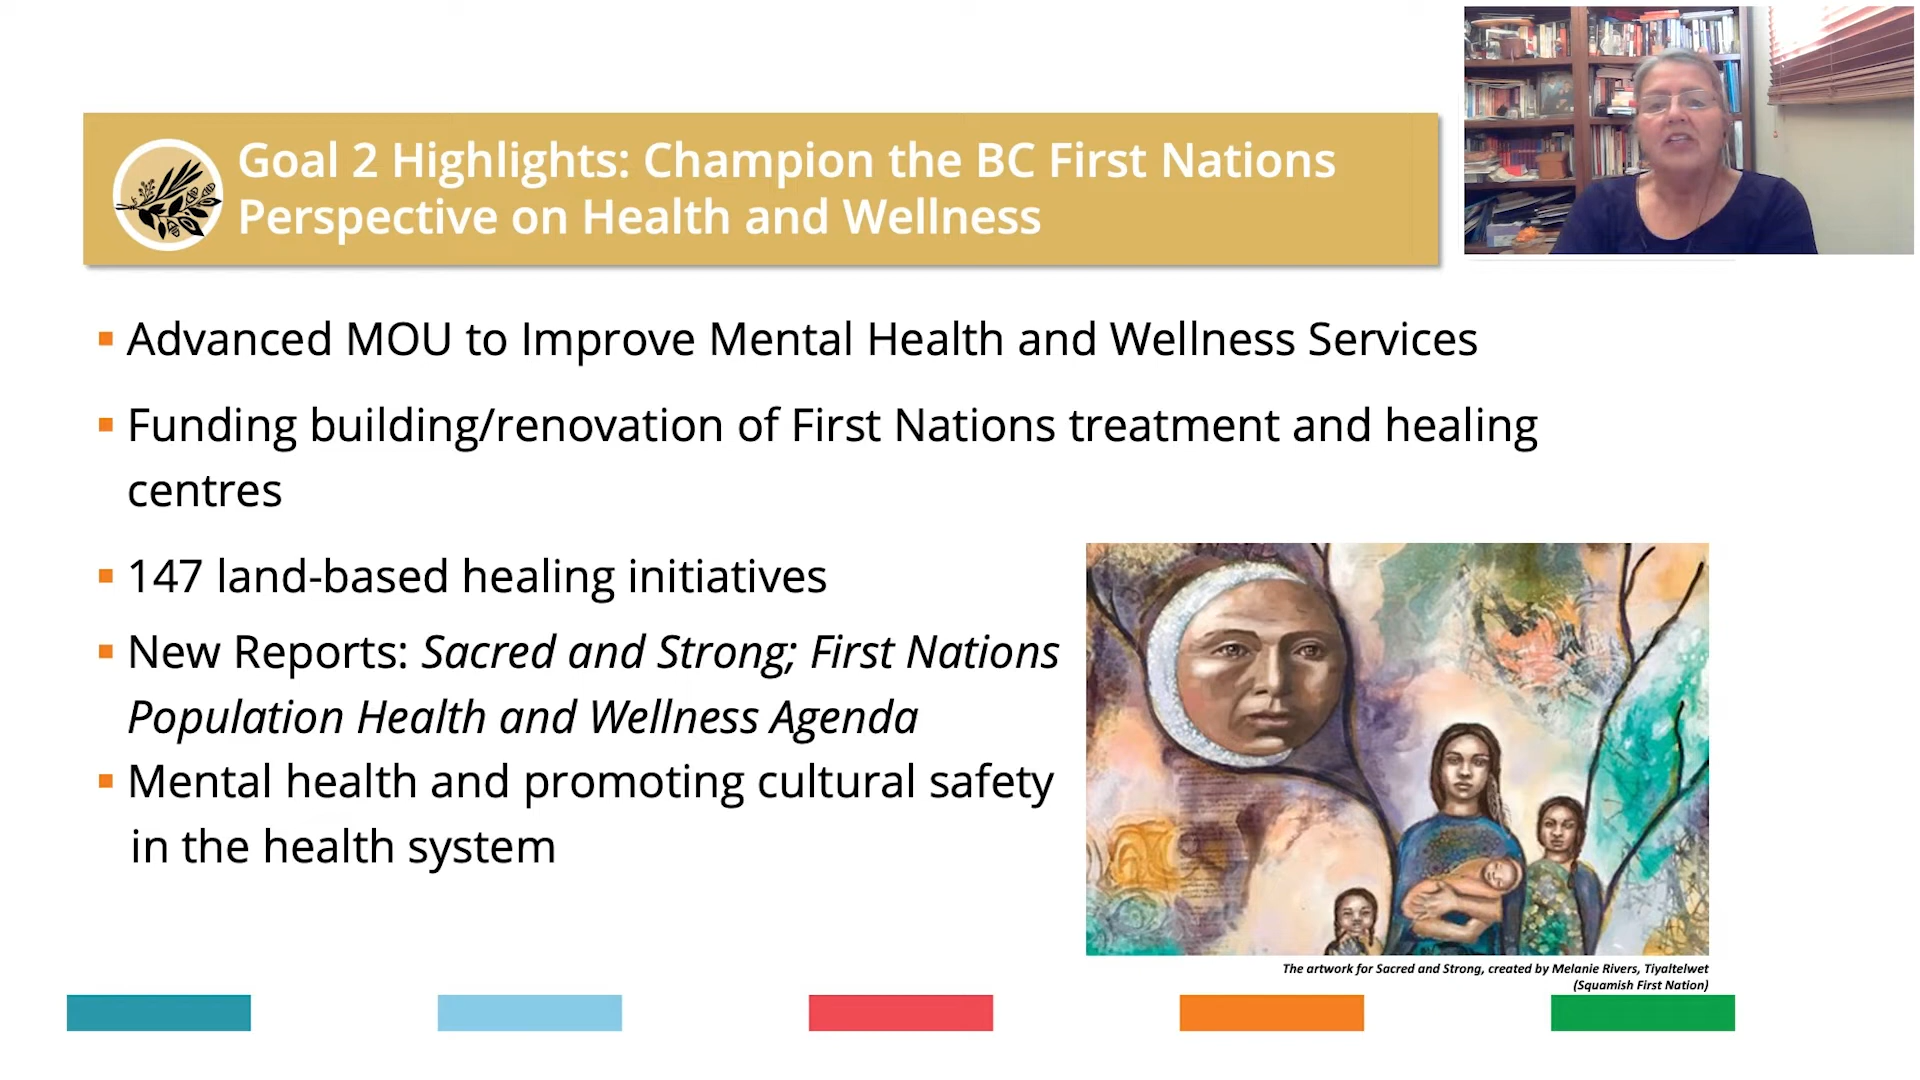 Goal 2 Highlights: Champion the BC First Nations
Perspective on Health and Wellness
Advanced MOU to Improve Mental Health and Wellness Services
Funding building/renovation of First Nations treatment and healing
centres
147 land-based healing initiatives
New Reports: Sacred and Strong; First Nations
Population Health and Wellness Agenda
Mental health and promoting cultural safety
in the health system
The artwork for Sacred and Strong, created by Melanie Rivers, Tiyaltelwet
(Squamish First Nation)